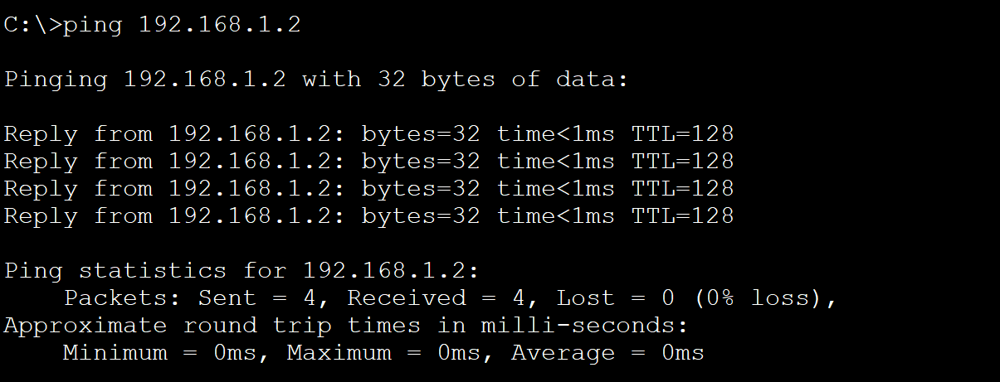 C:\>ping 192.168.1.2
Pinging 192.168.1.2 with 32 bytes of data:
Reply from 192.168.1.2: bytes=32 time<1ms TTL=128
Reply from 192.168.1.2: bytes=32 time<1ms TTL=128
Reply from 192.168.1.2: bytes=32 time<1ms TTL=128
Reply from 192.168.1.2: bytes=32 time<1ms TTL=128
Ping statistics for 192.168.1.2:
    Packets: Sent = 4, Received = 4, Lost = 0 (0% loss),
Approximate round trip times in milli-seconds:
    Minimum = 0ms, Maximum = 0ms, Average = 0ms